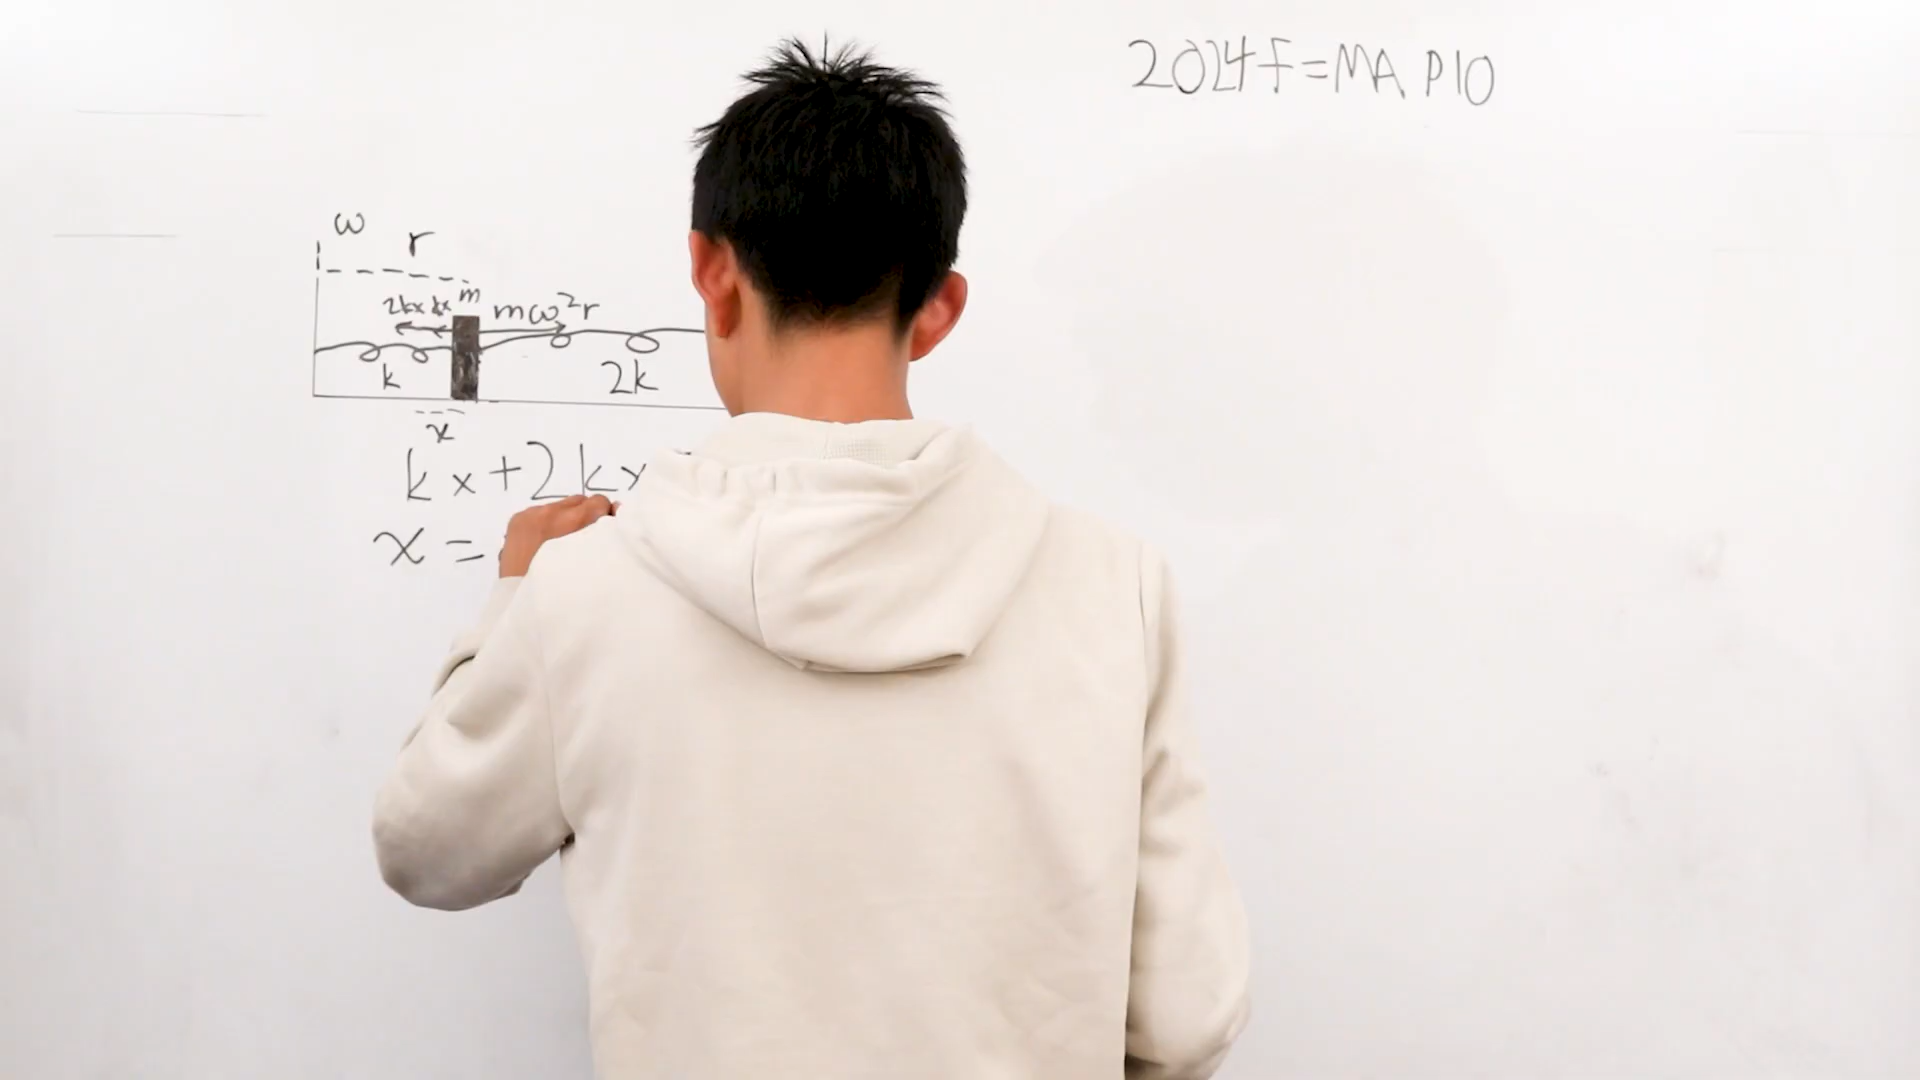 2024 F=MA P10
ω
r
2kx kx m
mω²r
k
2k
x
kx+2kx
x =